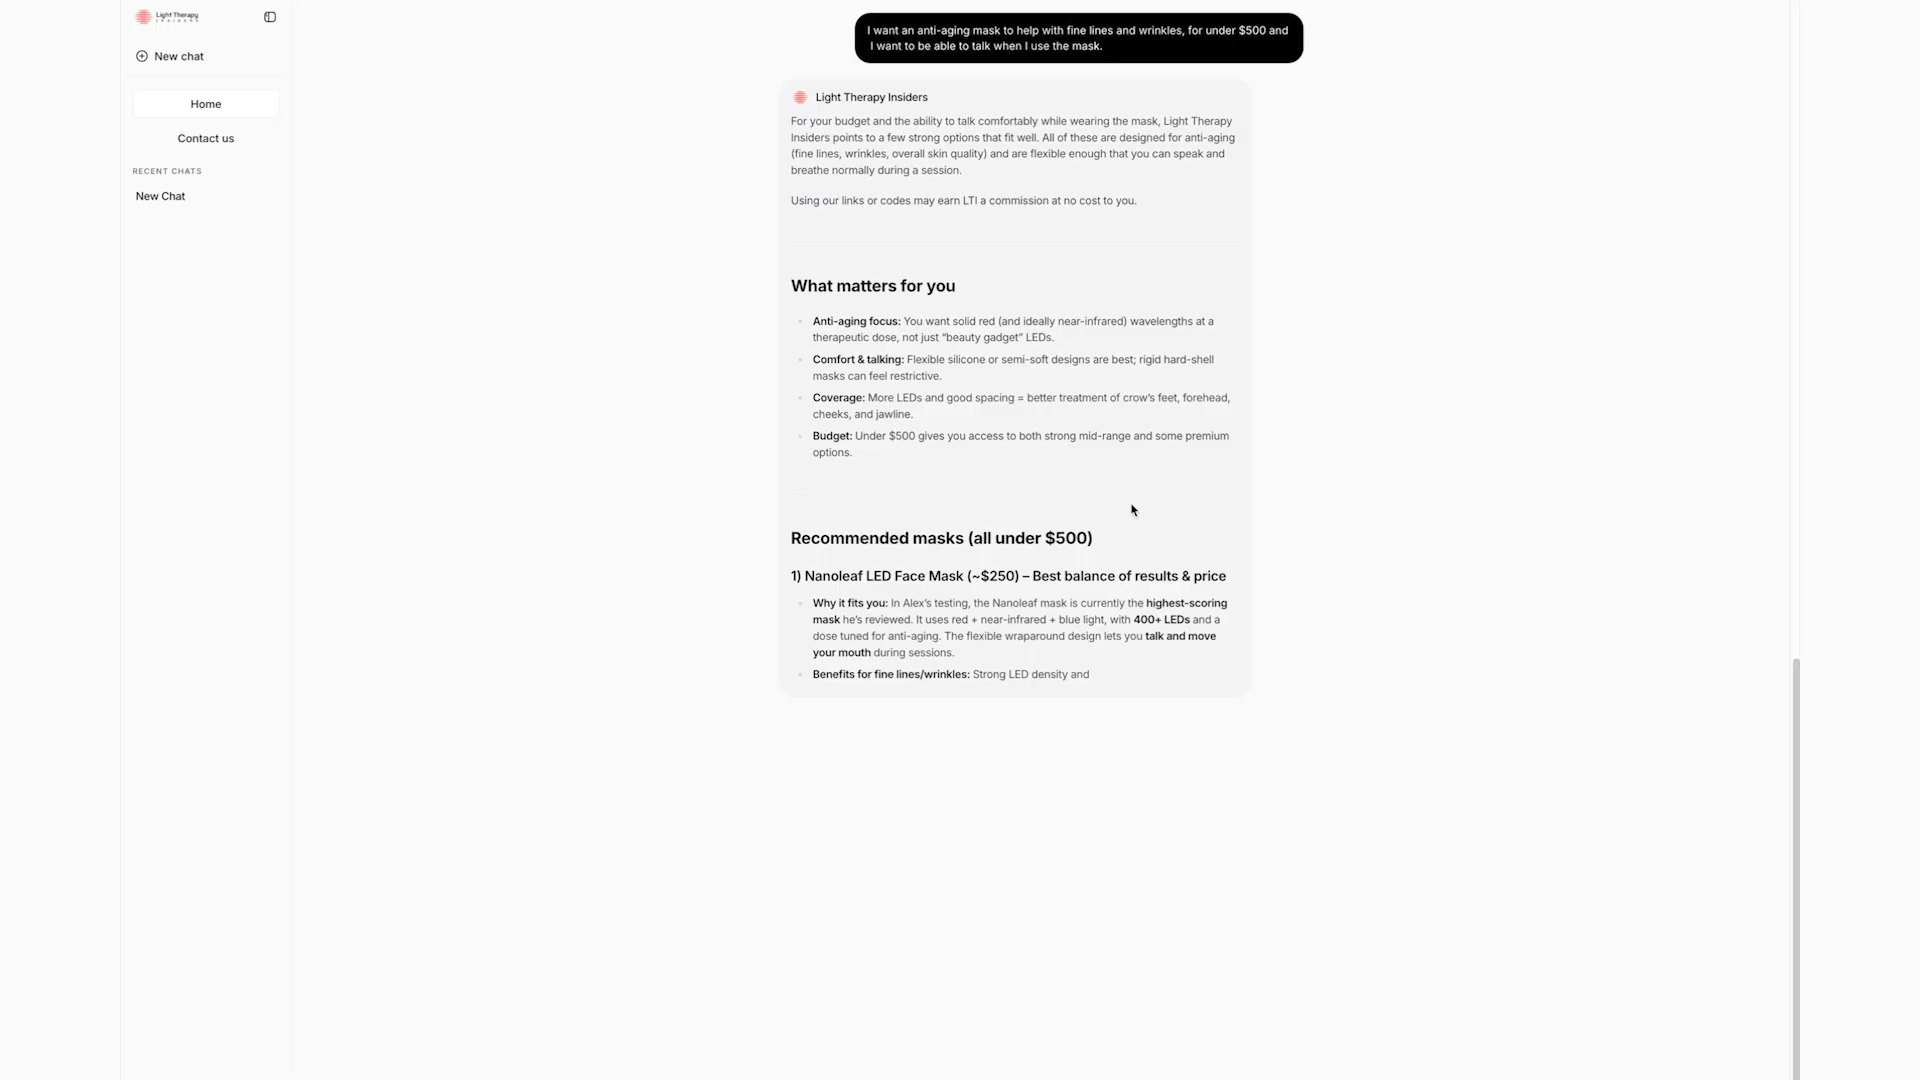 Light Therapy
INSIDERS
New chat
Home
Contact us
RECENT CHATS
New Chat
I want an anti-aging mask to help with fine lines and wrinkles, for under $500 and
I want to be able to talk when I use the mask.
Light Therapy Insiders
For your budget and the ability to talk comfortably while wearing the mask, Light Therapy
Insiders points to a few strong options that fit well. All of these are designed for anti-aging
(fine lines, wrinkles, overall skin quality) and are flexible enough that you can speak and
breathe normally during a session.
Using our links or codes may earn LTI a commission at no cost to you.
What matters for you
Anti-aging focus: You want solid red (and ideally near-infrared) wavelengths at a
therapeutic dose, not just “beauty gadget” LEDs.
Comfort & talking: Flexible silicone or semi-soft designs are best; rigid hard-shell
masks can feel restrictive.
Coverage: More LEDs and good spacing = better treatment of crow’s feet, forehead,
cheeks, and jawline.
Budget: Under $500 gives you access to both strong mid-range and some premium
options.
Recommended masks (all under $500)
1) Nanoleaf LED Face Mask (~$250) – Best balance of results & price
Why it fits you: In Alex’s testing, the Nanoleaf mask is currently the highest-scoring
mask he’s reviewed. It uses red + near-infrared + blue light, with 400+ LEDs and a
dose tuned for anti-aging. The flexible wraparound design lets you talk and move
your mouth during sessions.
Benefits for fine lines/wrinkles: Strong LED density and